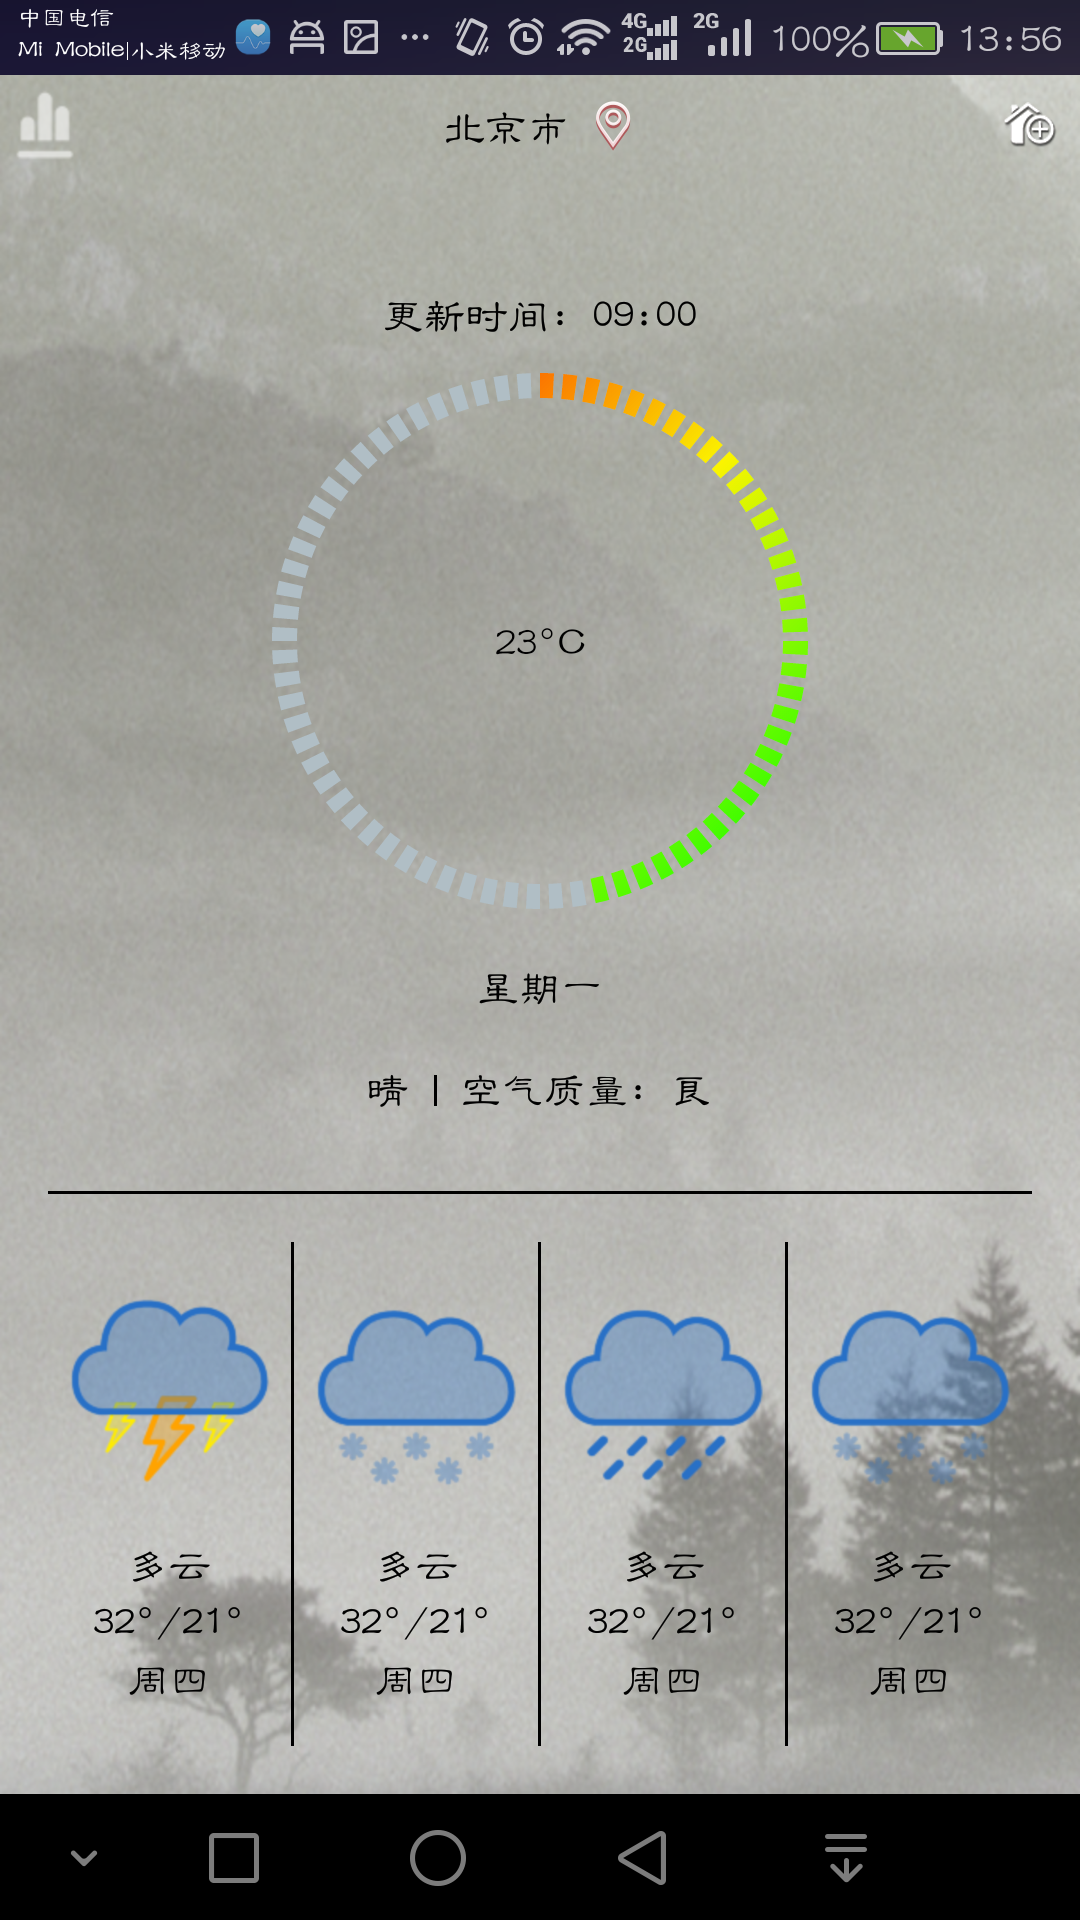 中国电信
Mi Mobile|小米移动
4G
2G
2G
100%
13:56
北京市
更新时间：09:00
23°C
星期一
晴 | 空气质量：良
多云 多云 多云 多云
32°/21° 32°/21° 32°/21° 32°/21°
周四 周四 周四 周四